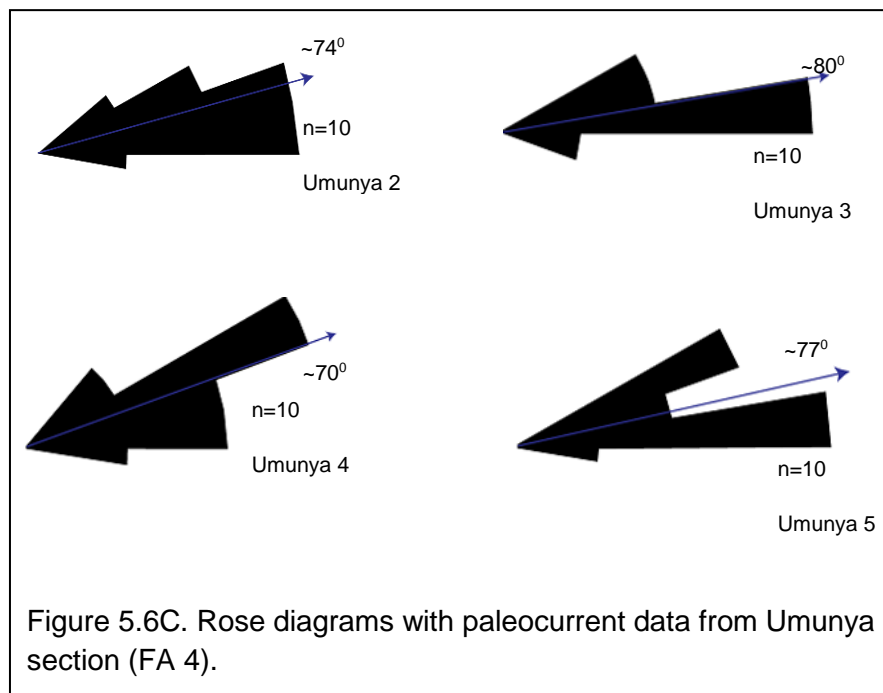 ~74⁰
n=10
Umunya 2
~80⁰
n=10
Umunya 3
~70⁰
n=10
Umunya 4
~77⁰
n=10
Umunya 5
Figure 5.6C. Rose diagrams with paleocurrent data from Umunya
section (FA 4).